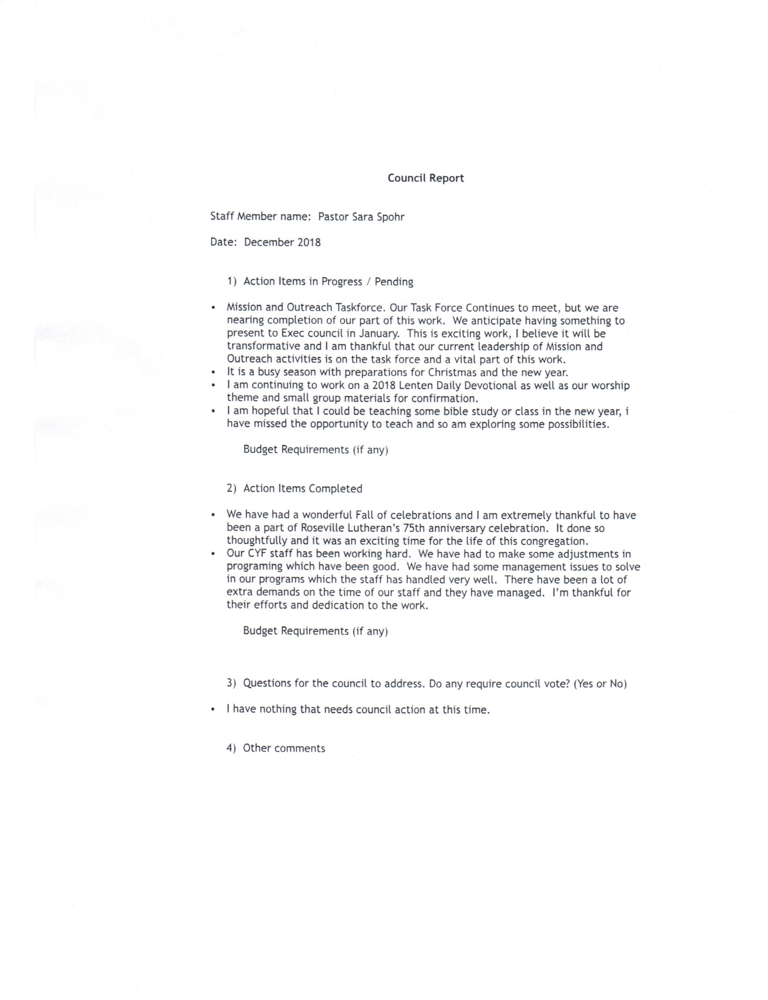 Council Report
Staff Member name: Pastor Sara Spohr
Date: December 2018
1) Action Items in Progress / Pending
• Mission and Outreach Taskforce. Our Task Force Continues to meet, but we are
nearing completion of our part of this work. We anticipate having something to
present to Exec council in January. This is exciting work, I believe it will be
transformative and I am thankful that our current leadership of Mission and
Outreach activities is on the task force and a vital part of this work.
• It is a busy season with preparations for Christmas and the new year.
• I am continuing to work on a 2018 Lenten Daily Devotional as well as our worship
theme and small group materials for confirmation.
• I am hopeful that I could be teaching some bible study or class in the new year, i
have missed the opportunity to teach and so am exploring some possibilities.
Budget Requirements (if any)
2) Action Items Completed
• We have had a wonderful Fall of celebrations and I am extremely thankful to have
been a part of Roseville Lutheran’s 75th anniversary celebration. It done so
thoughtfully and it was an exciting time for the life of this congregation.
• Our CYF staff has been working hard. We have had to make some adjustments in
programing which have been good. We have had some management issues to solve
in our programs which the staff has handled very well. There have been a lot of
extra demands on the time of our staff and they have managed. I’m thankful for
their efforts and dedication to the work.
Budget Requirements (if any)
3) Questions for the council to address. Do any require council vote? (Yes or No)
• I have nothing that needs council action at this time.
4) Other comments